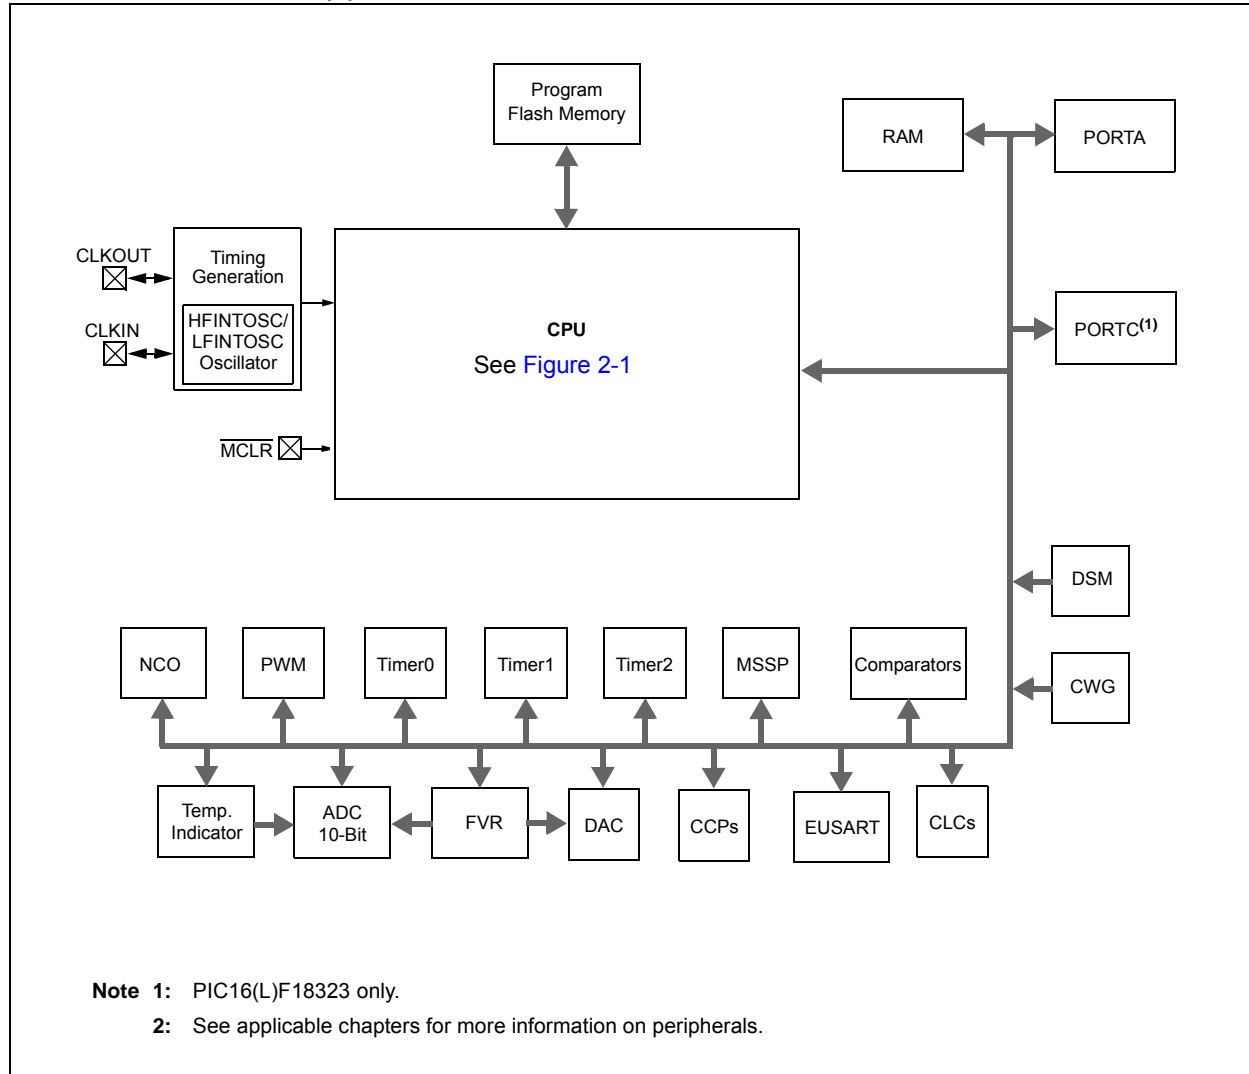 Program
Flash Memory
RAM
PORTA
CLKOUT
Timing
Generation
CLKIN
HFINTOSC/
LFINTOSC
Oscillator
CPU
See Figure 2-1
PORTC(1)
MCLR
DSM
NCO
PWM
Timer0
Timer1
Timer2
MSSP
Comparators
CWG
Temp.
Indicator
ADC
10-Bit
FVR
DAC
CCPs
EUSART
CLCs
Note 1: PIC16(L)F18323 only.
2: See applicable chapters for more information on peripherals.